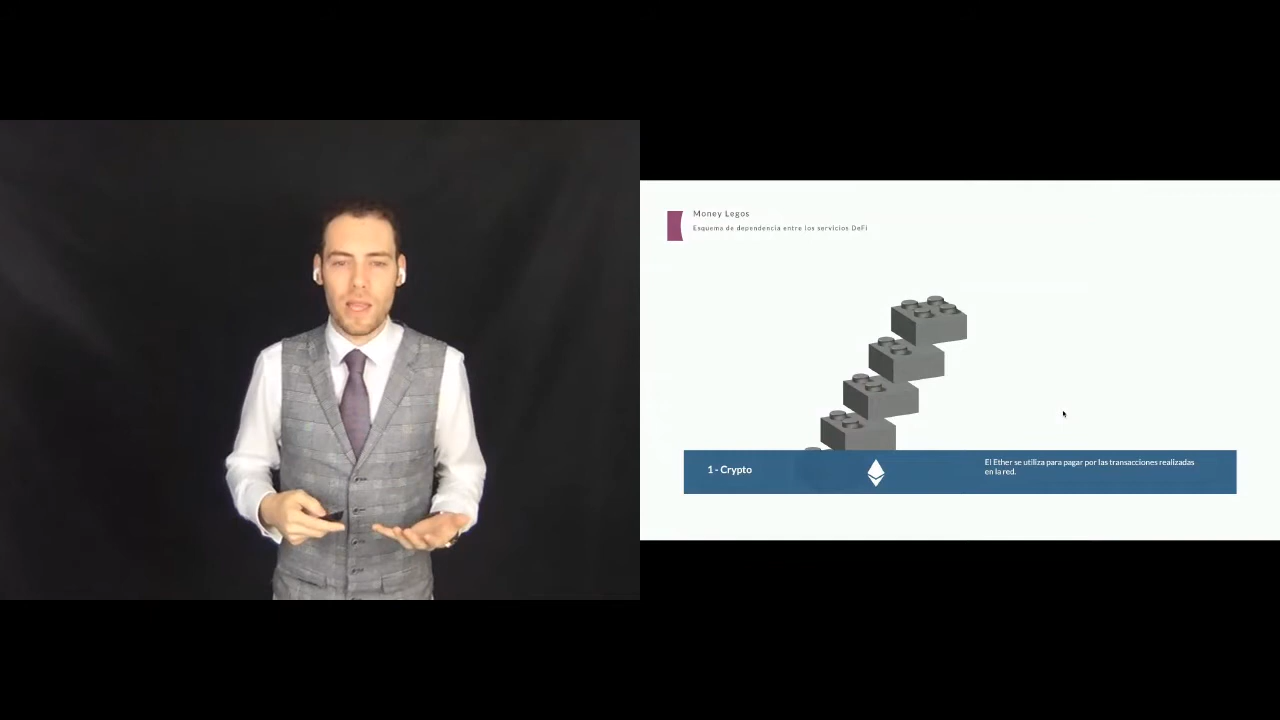 Money Legos
Esquema de dependencia entre los servicios DeFi
1 - Crypto
El Ether se utiliza para pagar por las transacciones realizadas
en la red.